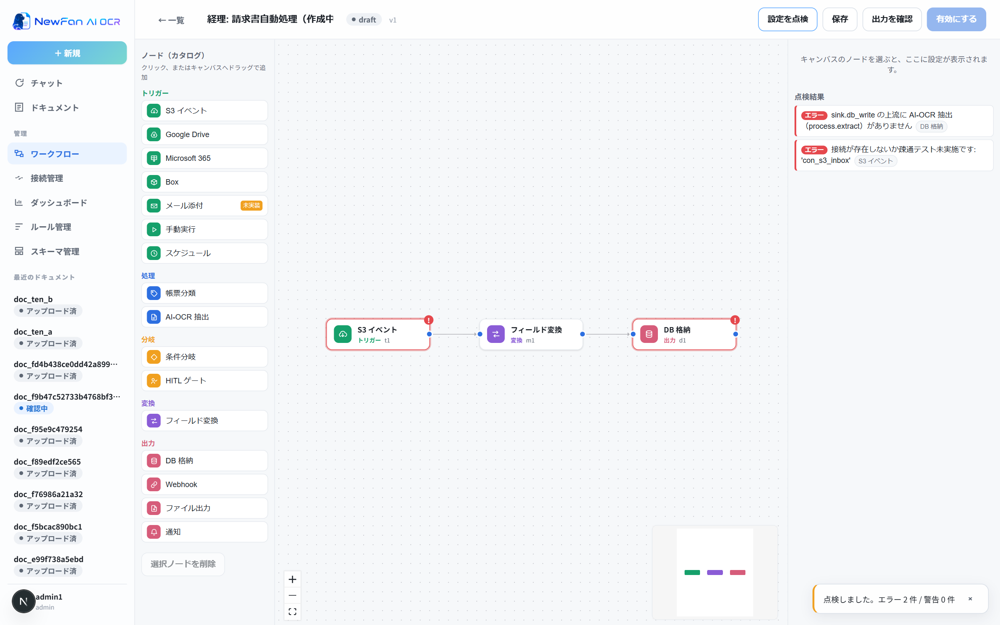 NewFan AI OCR
＋ 新規
チャット
ドキュメント
管理
ワークフロー
接続管理
ダッシュボード
ルール管理
スキーマ管理
最近のドキュメント
doc_ten_b
アップロード済
doc_ten_a
アップロード済
doc_fd4b438ce0dd42a899…
アップロード済
doc_f9b47c52733b4768bf3…
確認中
doc_f95e9c479254
アップロード済
doc_f89edf2ce565
アップロード済
doc_f76986a21a32
アップロード済
doc_f5bcac890bc1
アップロード済
doc_e99f738a5ebd
アップロード済
N
admin1
admin
← 一覧
経理: 請求書自動処理（作成中
draft
v1
設定を点検
保存
出力を確認
有効にする
ノード（カタログ）
クリック、またはキャンバスへドラッグで追
加
トリガー
S3 イベント
Google Drive
Microsoft 365
Box
メール添付
未実装
手動実行
スケジュール
処理
帳票分類
AI-OCR 抽出
分岐
条件分岐
HITL ゲート
変換
フィールド変換
出力
DB 格納
Webhook
ファイル出力
通知
選択ノードを削除
S3 イベント
トリガー t1
!
フィールド変換
変換 m1
DB 格納
出力 d1
!
キャンバスのノードを選ぶと、ここに設定が表示されま
す。
点検結果
エラー sink.db_write の上流に AI-OCR 抽出
（process.extract）がありません DB 格納
エラー 接続が存在しないか疎通テスト未実施です:
'con_s3_inbox' S3 イベント
点検しました。エラー 2 件 / 警告 0 件 ×